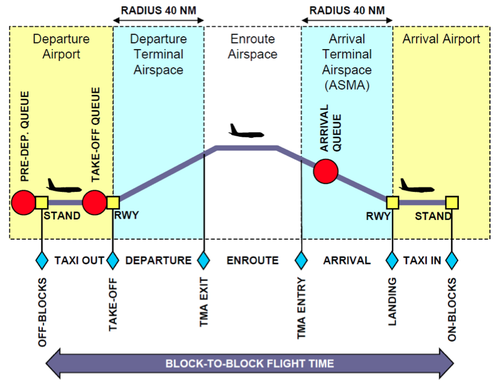 RADIUS 40 NM
RADIUS 40 NM
Departure
Airport
Departure
Terminal
Airspace
Enroute
Airspace
Arrival
Terminal
Airspace
(ASMA)
Arrival Airport
PRE-DEP. QUEUE
TAKE-OFF QUEUE
ARRIVAL
QUEUE
STAND
RWY
RWY
STAND
TAXI OUT
DEPARTURE
ENROUTE
ARRIVAL
TAXI IN
OFF-BLOCKS
TAKE-OFF
TMA EXIT
TMA ENTRY
LANDING
ON-BLOCKS
BLOCK-TO-BLOCK FLIGHT TIME